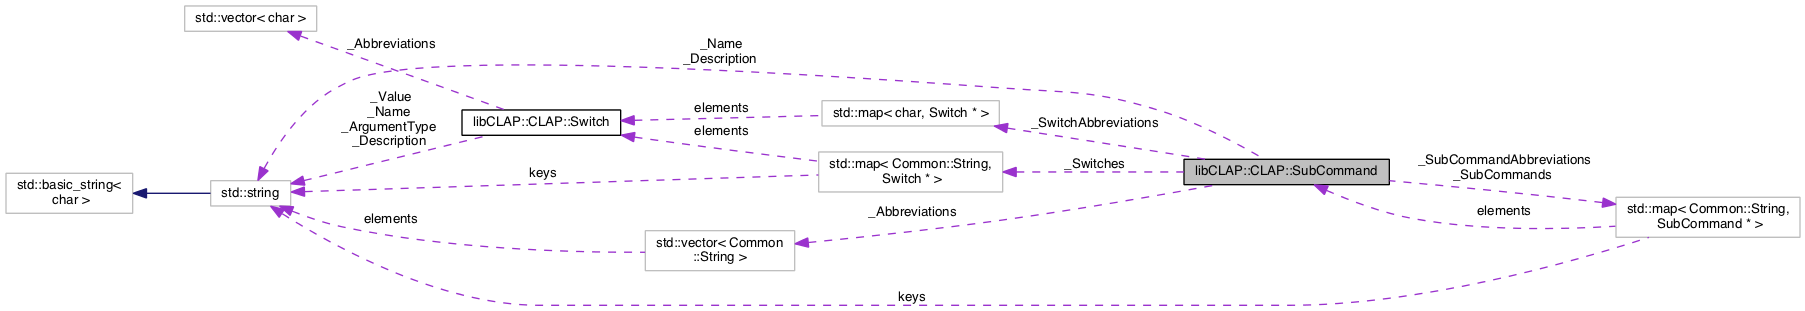 std::vector< char >
_Abbreviations
_Name
_Description
_Value
_Name
_ArgumentType
_Description
libCLAP::CLAP::Switch
elements
std::map< char, Switch * >
_SwitchAbbreviations
elements
std::map< Common::String,
Switch * >
_Switches
libCLAP::CLAP::SubCommand
_SubCommandAbbreviations
_SubCommands
std::basic_string<
char >
std::string
keys
elements
_Abbreviations
elements
std::map< Common::String,
SubCommand * >
std::vector< Common
::String >
keys